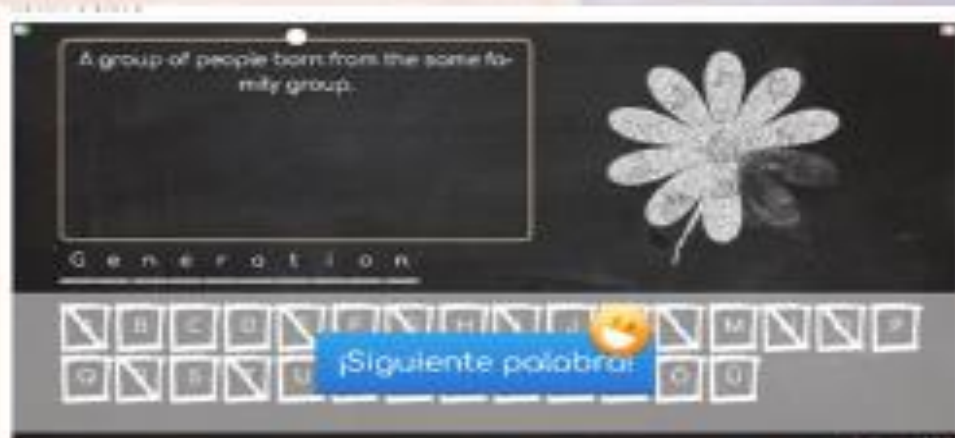 A group of people born from the same fa-
mily group.
G e n e r a t i o n
B C D F H J M P
Q S U Ó Ü
¡Siguiente palabra!